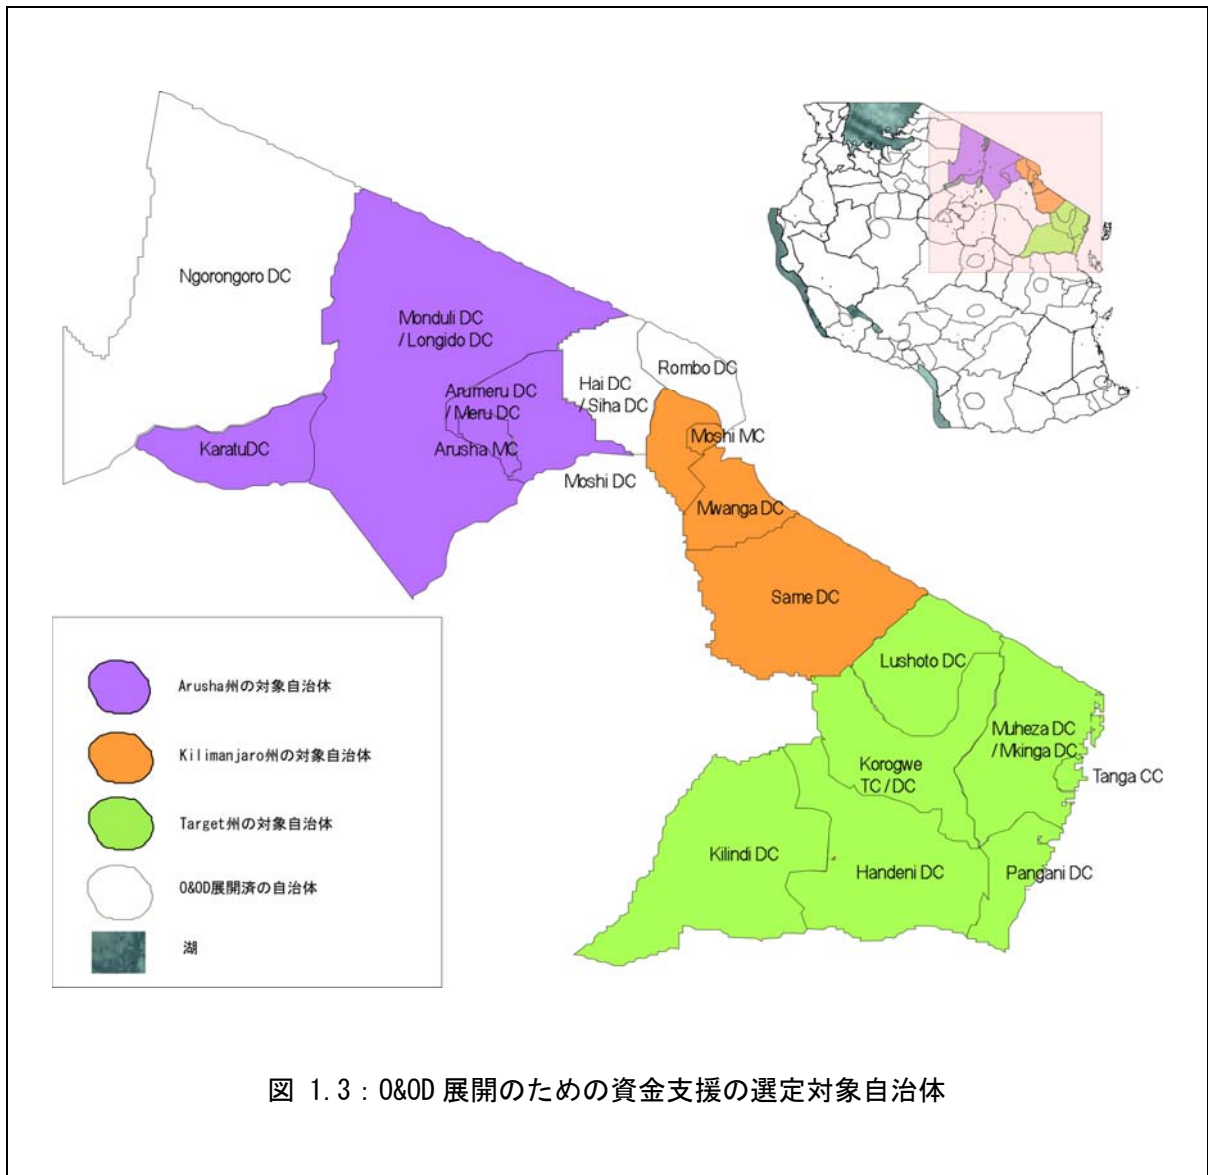 Ngorongoro DC
Monduli DC
/ Longido DC
Rombo DC
Hai DC
/ Siha DC
Arumeru DC
/ Meru DC
KaratuDC
Arusha MC
Moshi MC
Moshi DC
Mwanga DC
Same DC
Lushoto DC
Muheza DC
/ Mkinga DC
Korogwe
TC / DC
Tanga CC
Kilindi DC
Handeni DC
Pangani DC
Arusha州の対象自治体
Kilimanjaro州の対象自治体
Target州の対象自治体
O&OD展開済の自治体
湖
図 1.3：O&OD 展開のための資金支援の選定対象自治体